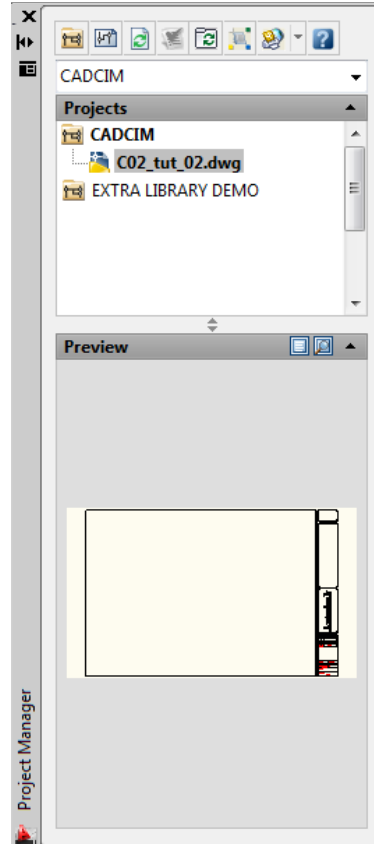 CADCIM
Projects
CADCIM
C02_tut_02.dwg
EXTRA LIBRARY DEMO
Preview
Project Manager